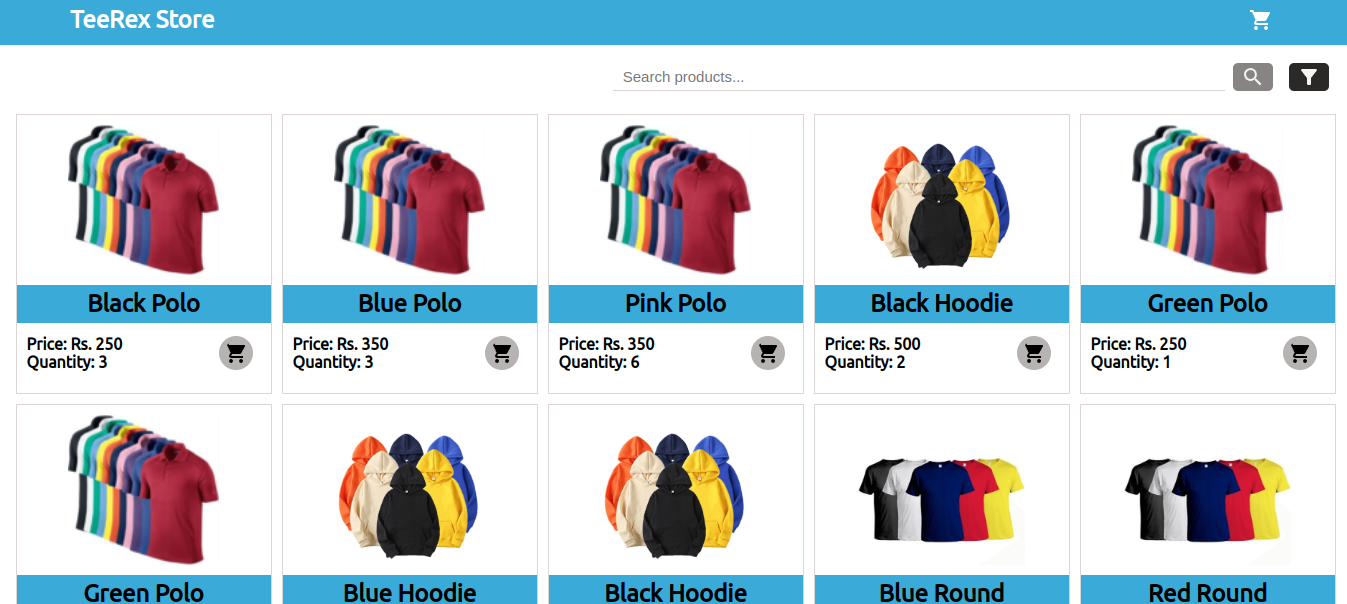 TeeRex Store
Search products...
Black Polo
Blue Polo
Pink Polo
Black Hoodie
Green Polo
Price: Rs. 250
Quantity: 3
Price: Rs. 350
Quantity: 3
Price: Rs. 350
Quantity: 6
Price: Rs. 500
Quantity: 2
Price: Rs. 250
Quantity: 1
Green Polo
Blue Hoodie
Black Hoodie
Blue Round
Red Round